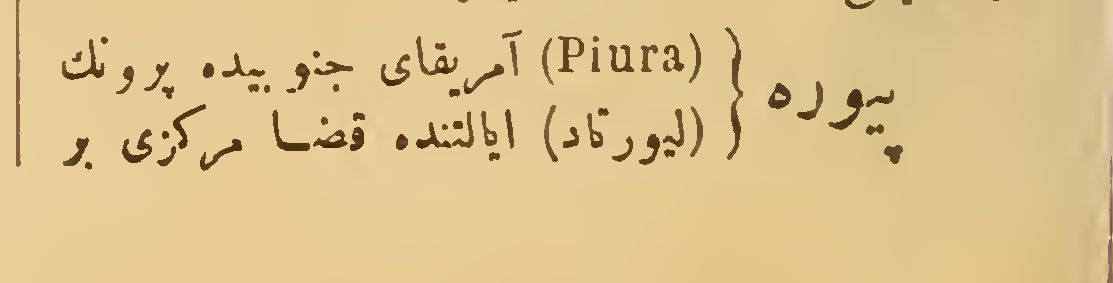 پیوره { (Piura) آمریقای جنوبیده پرونك
(لیورتاد) ایالتنده قضا مرکزی بر